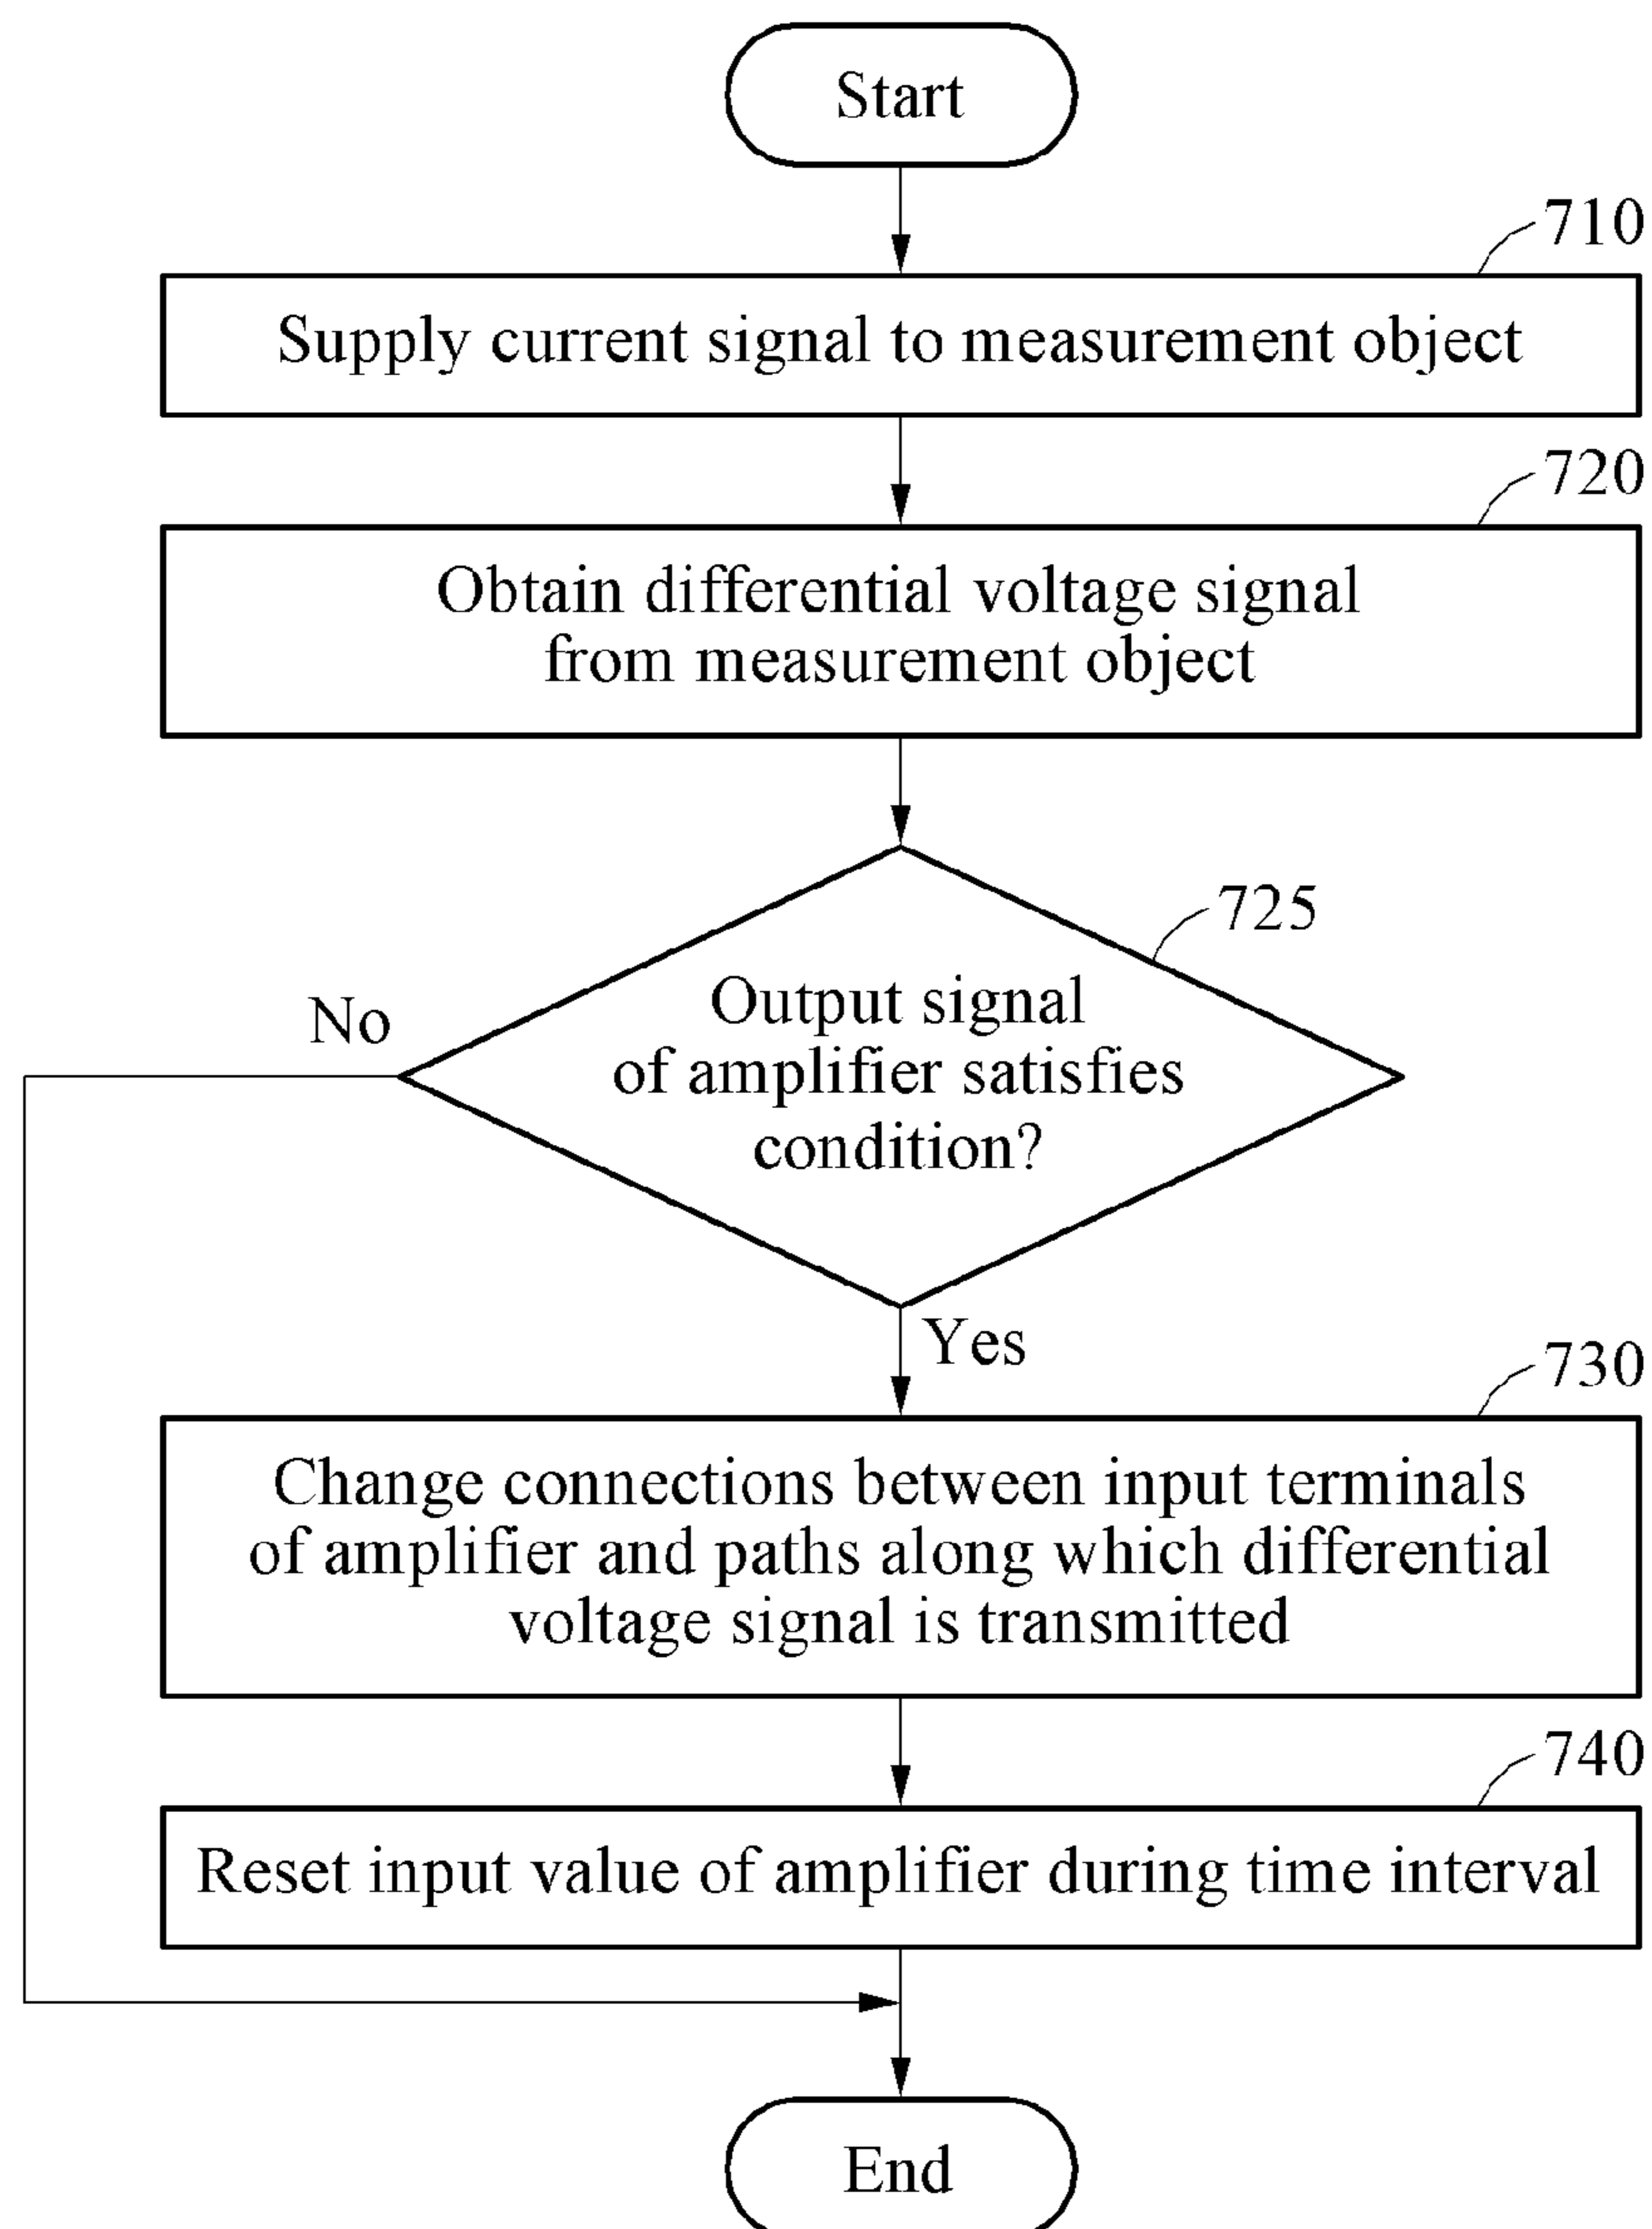 Start
710
Supply current signal to measurement object
720
Obtain differential voltage signal
from measurement object
725
Output signal
of amplifier satisfies
condition?
No
Yes
730
Change connections between input terminals
of amplifier and paths along which differential
voltage signal is transmitted
740
Reset input value of amplifier during time interval
End